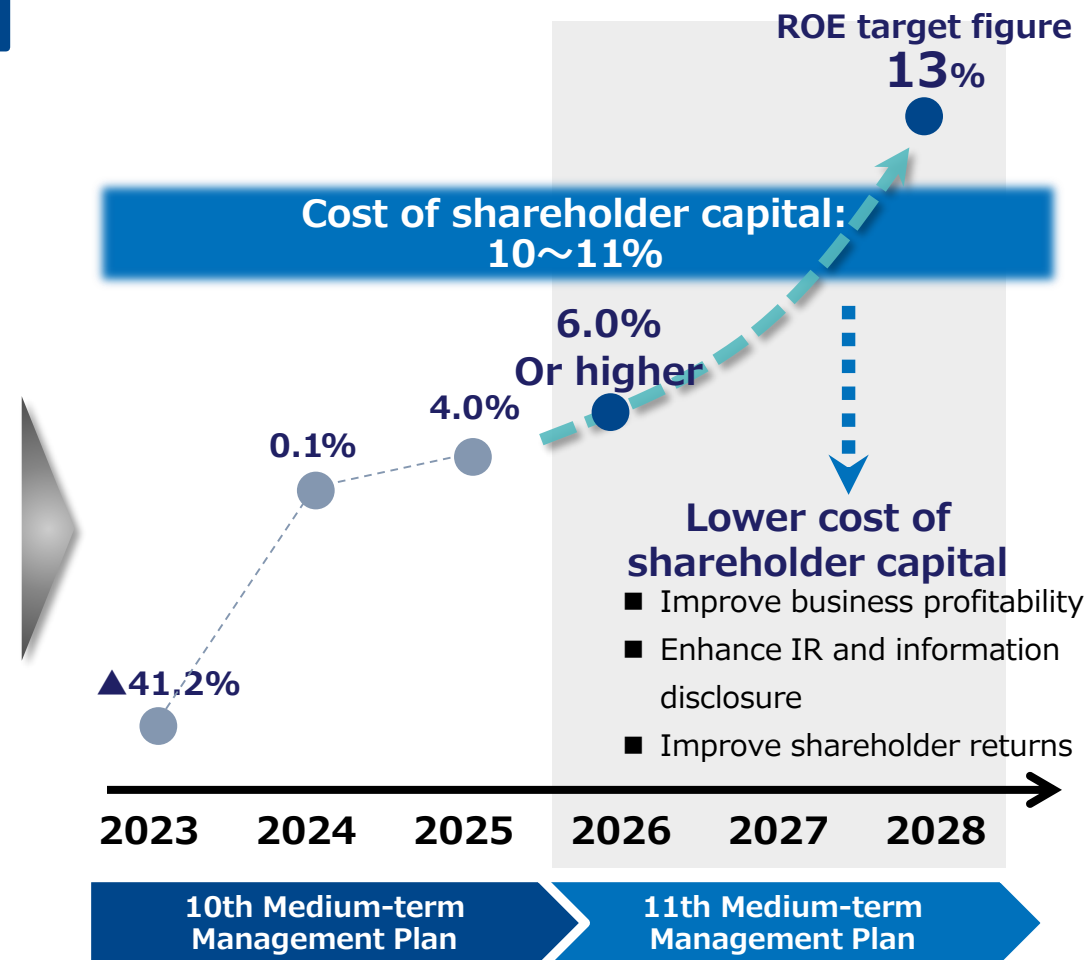 ROE target figure
13%
Cost of shareholder capital:
10～11%
6.0%
Or higher
4.0%
0.1%
▲41.2%
Lower cost of
shareholder capital
■ Improve business profitability
■ Enhance IR and information
disclosure
■ Improve shareholder returns
2023 2024 2025 2026 2027 2028
10th Medium-term
Management Plan
11th Medium-term
Management Plan